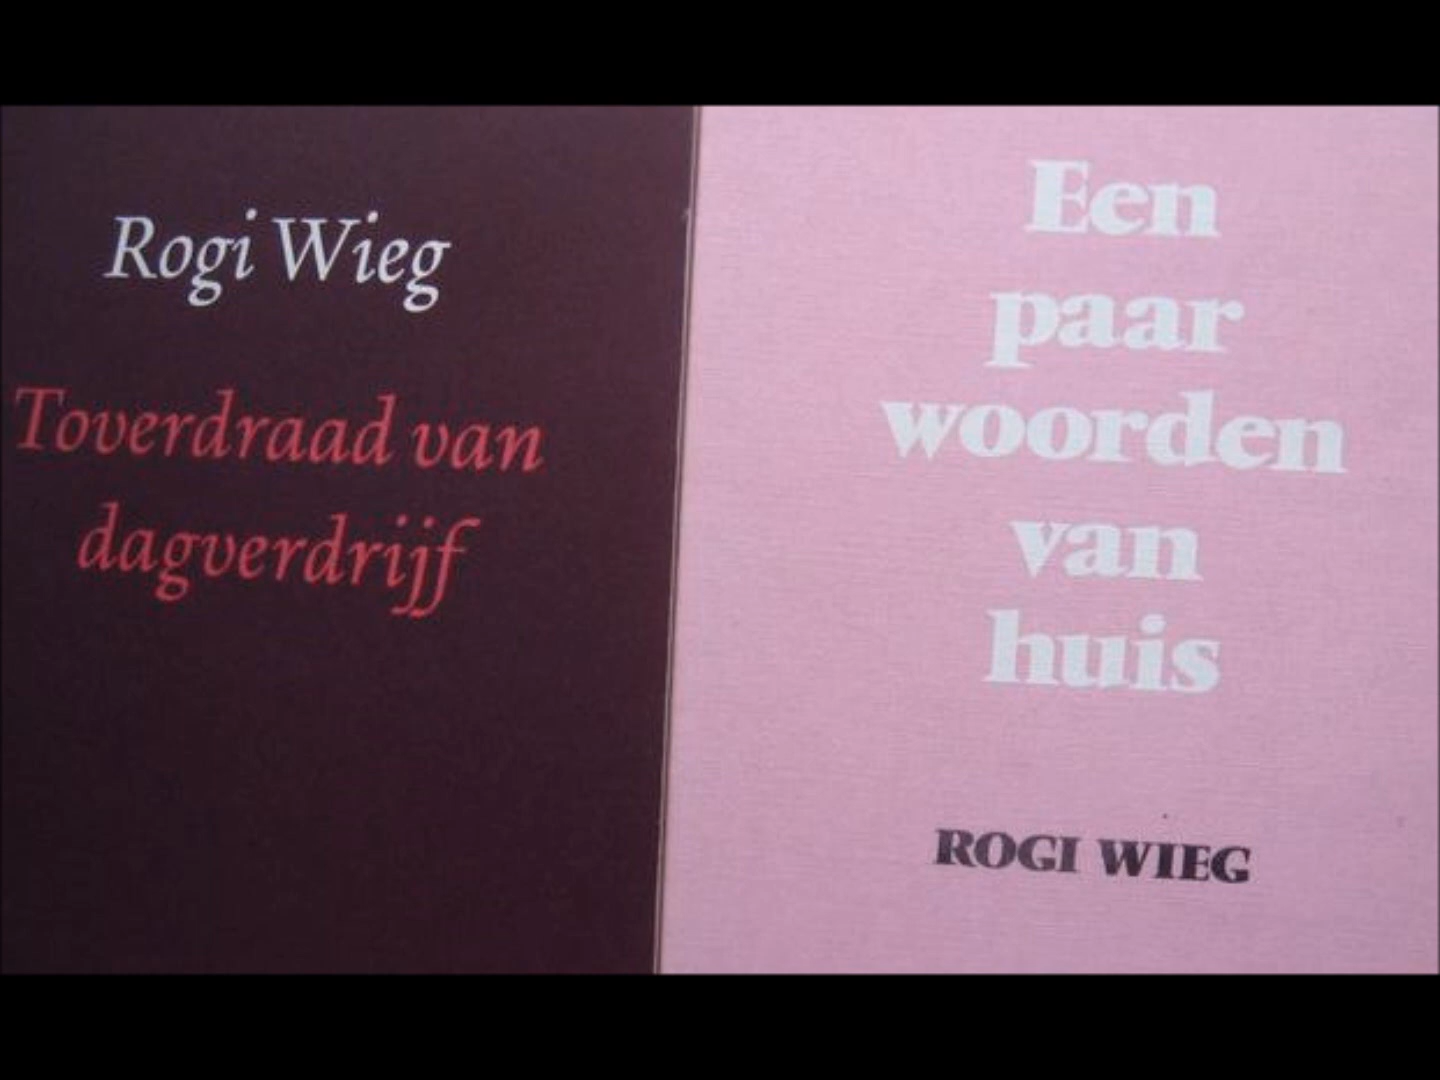 Rogi Wieg
Toverdraad van
dagverdrijf
Een
paar
woorden
van
huis
ROGI WIEG